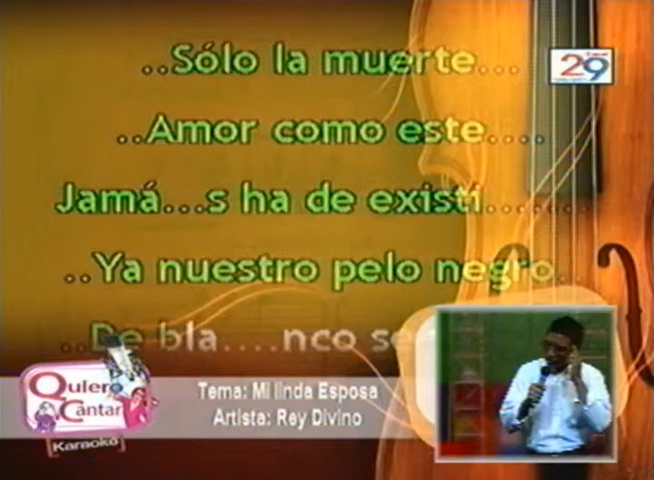 ..Sólo la muerte...
29
..Amor como este....
Jamá...s ha de existí.......
..Ya nuestro pelo negro..
..De bla....nco se
Quiero
Cantar
Karaoke
Tema: Mi linda Esposa
Artista: Rey Divino